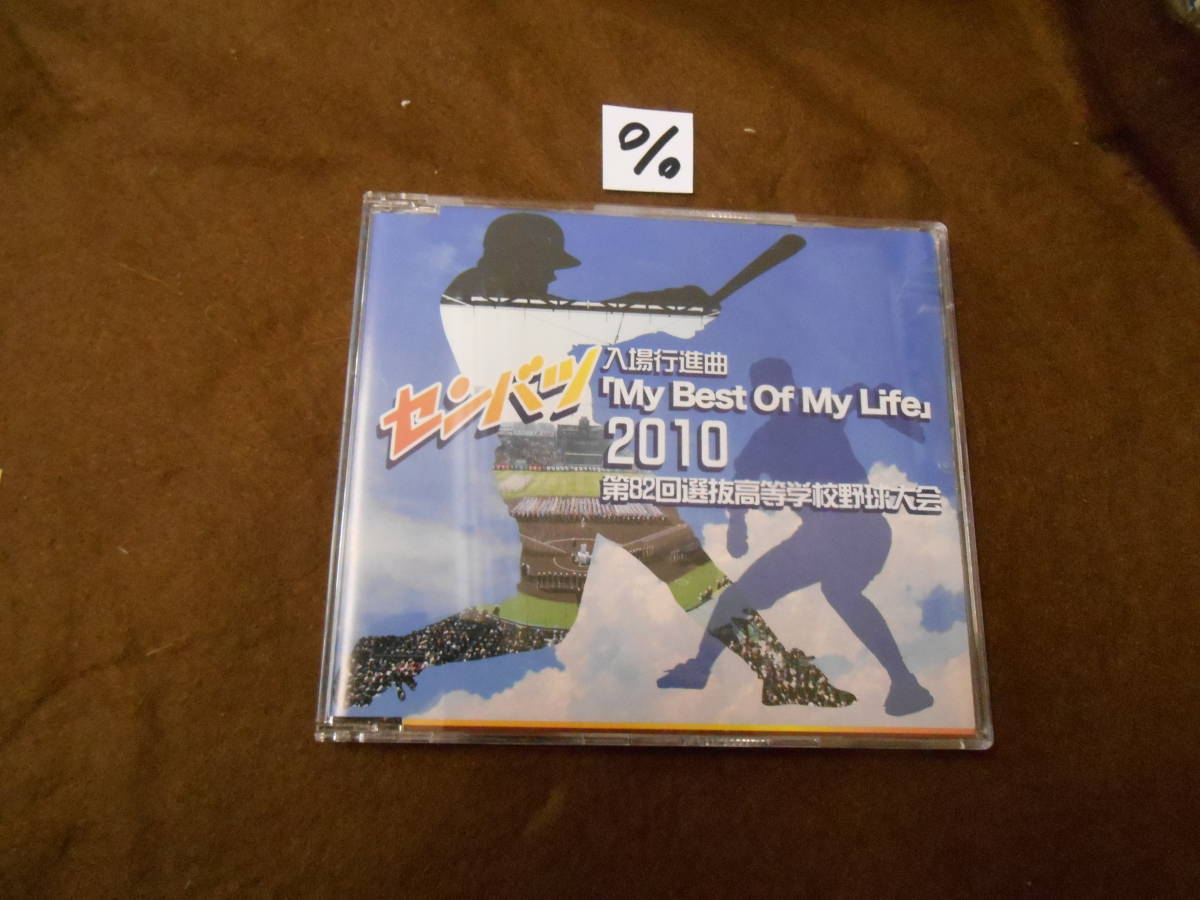 %
センバツ
入場行進曲
「My Best Of My Life」
2010
第82回選抜高等学校野球大会